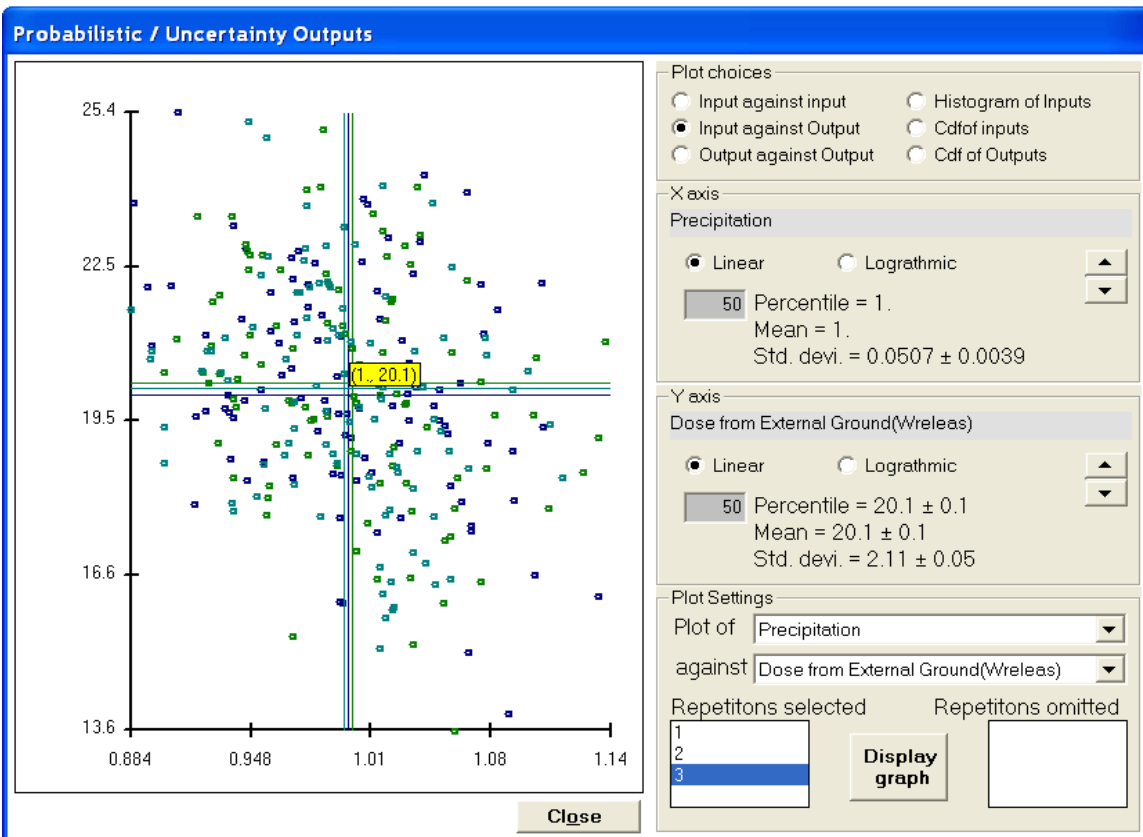 Probabilistic / Uncertainty Outputs
25.4
22.5
19.5
16.6
13.6
0.884
0.948
1.01
1.08
1.14
(1., 20.1)
Close
Plot choices
Input against input
Histogram of Inputs
Input against Output
Cdfof inputs
Output against Output
Cdf of Outputs
X axis
Precipitation
Linear
Lograthmic
50 Percentile = 1.
Mean = 1.
Std. devi. = 0.0507 ± 0.0039
Y axis
Dose from External Ground(Wreleas)
Linear
Lograthmic
50 Percentile = 20.1 ± 0.1
Mean = 20.1 ± 0.1
Std. devi. = 2.11 ± 0.05
Plot Settings
Plot of Precipitation
against Dose from External Ground(Wreleas)
Repetitons selected
Repetitons omitted
1
2
3
Display
graph